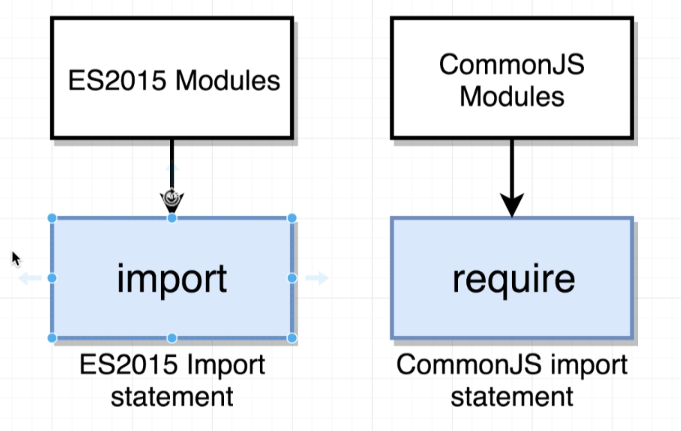 ES2015 Modules
CommonJS
Modules
import
require
ES2015 Import
statement
CommonJS import
statement